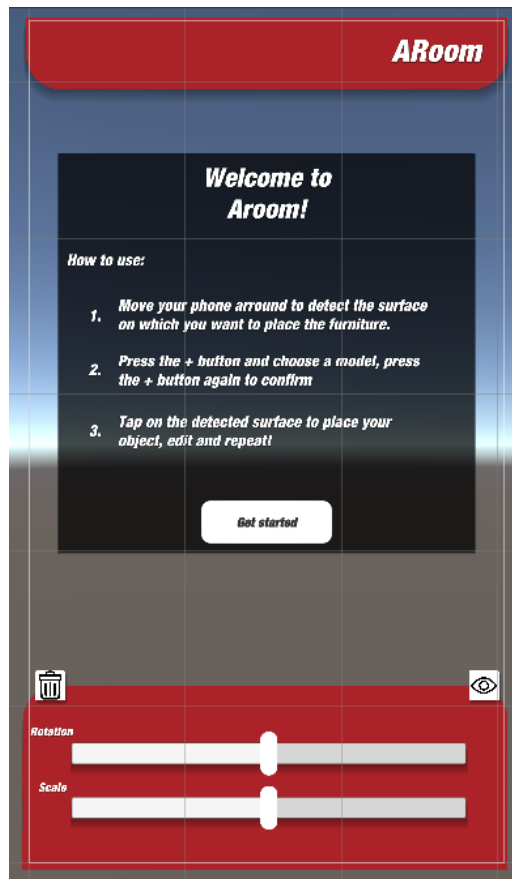 ARoom
Welcome to
Aroom!
How to use:
1. Move your phone arround to detect the surface
on which you want to place the furniture.
2. Press the + button and choose a model, press
the + button again to confirm
3. Tap on the detected surface to place your
object, edit and repeat!
Get started
Rotation
Scale